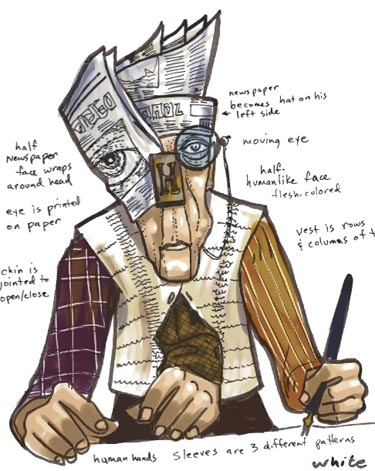 newspaper
becomes hat on his
left side
moving eye
half
Newspaper
face wraps
around head
half-
humanlike face
flesh-colored
eye is printed
on paper
vest is rows
& columns of t
chin is
jointed to
open/close
human hands
Sleeves are 3 different patterns
white